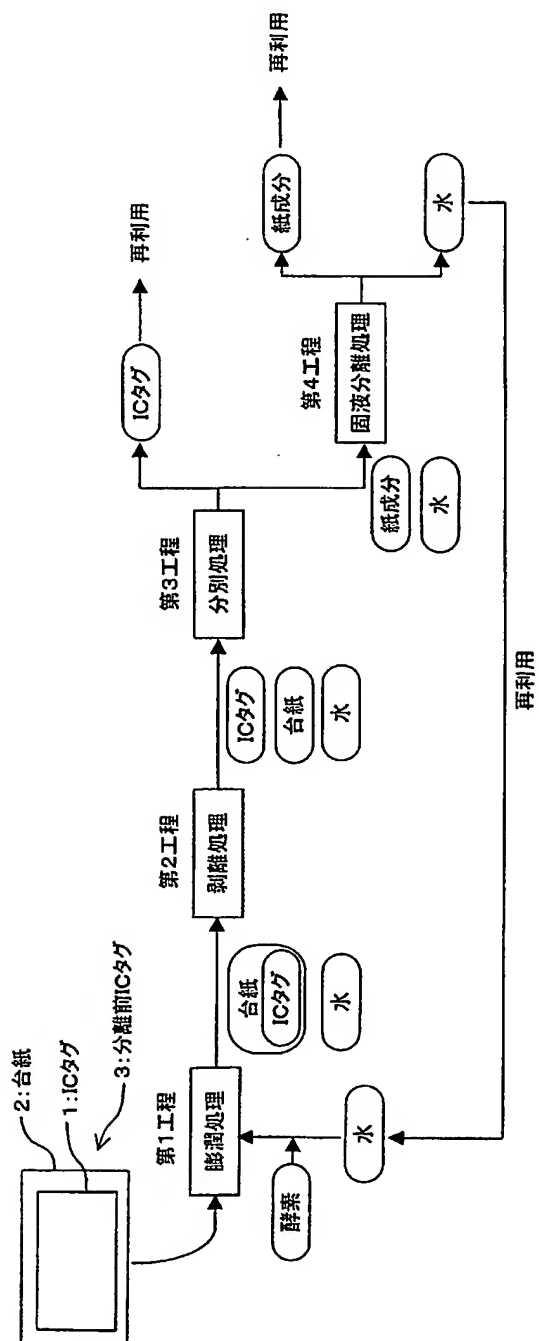 2:台紙
1:ICタグ
3:分離前ICタグ
第1工程
膨潤処理
酵素
水
台紙
ICタグ
水
第2工程
剥離処理
ICタグ
台紙
水
第3工程
分別処理
ICタグ
再利用
紙成分
水
第4工程
固液分離処理
紙成分
再利用
水
再利用